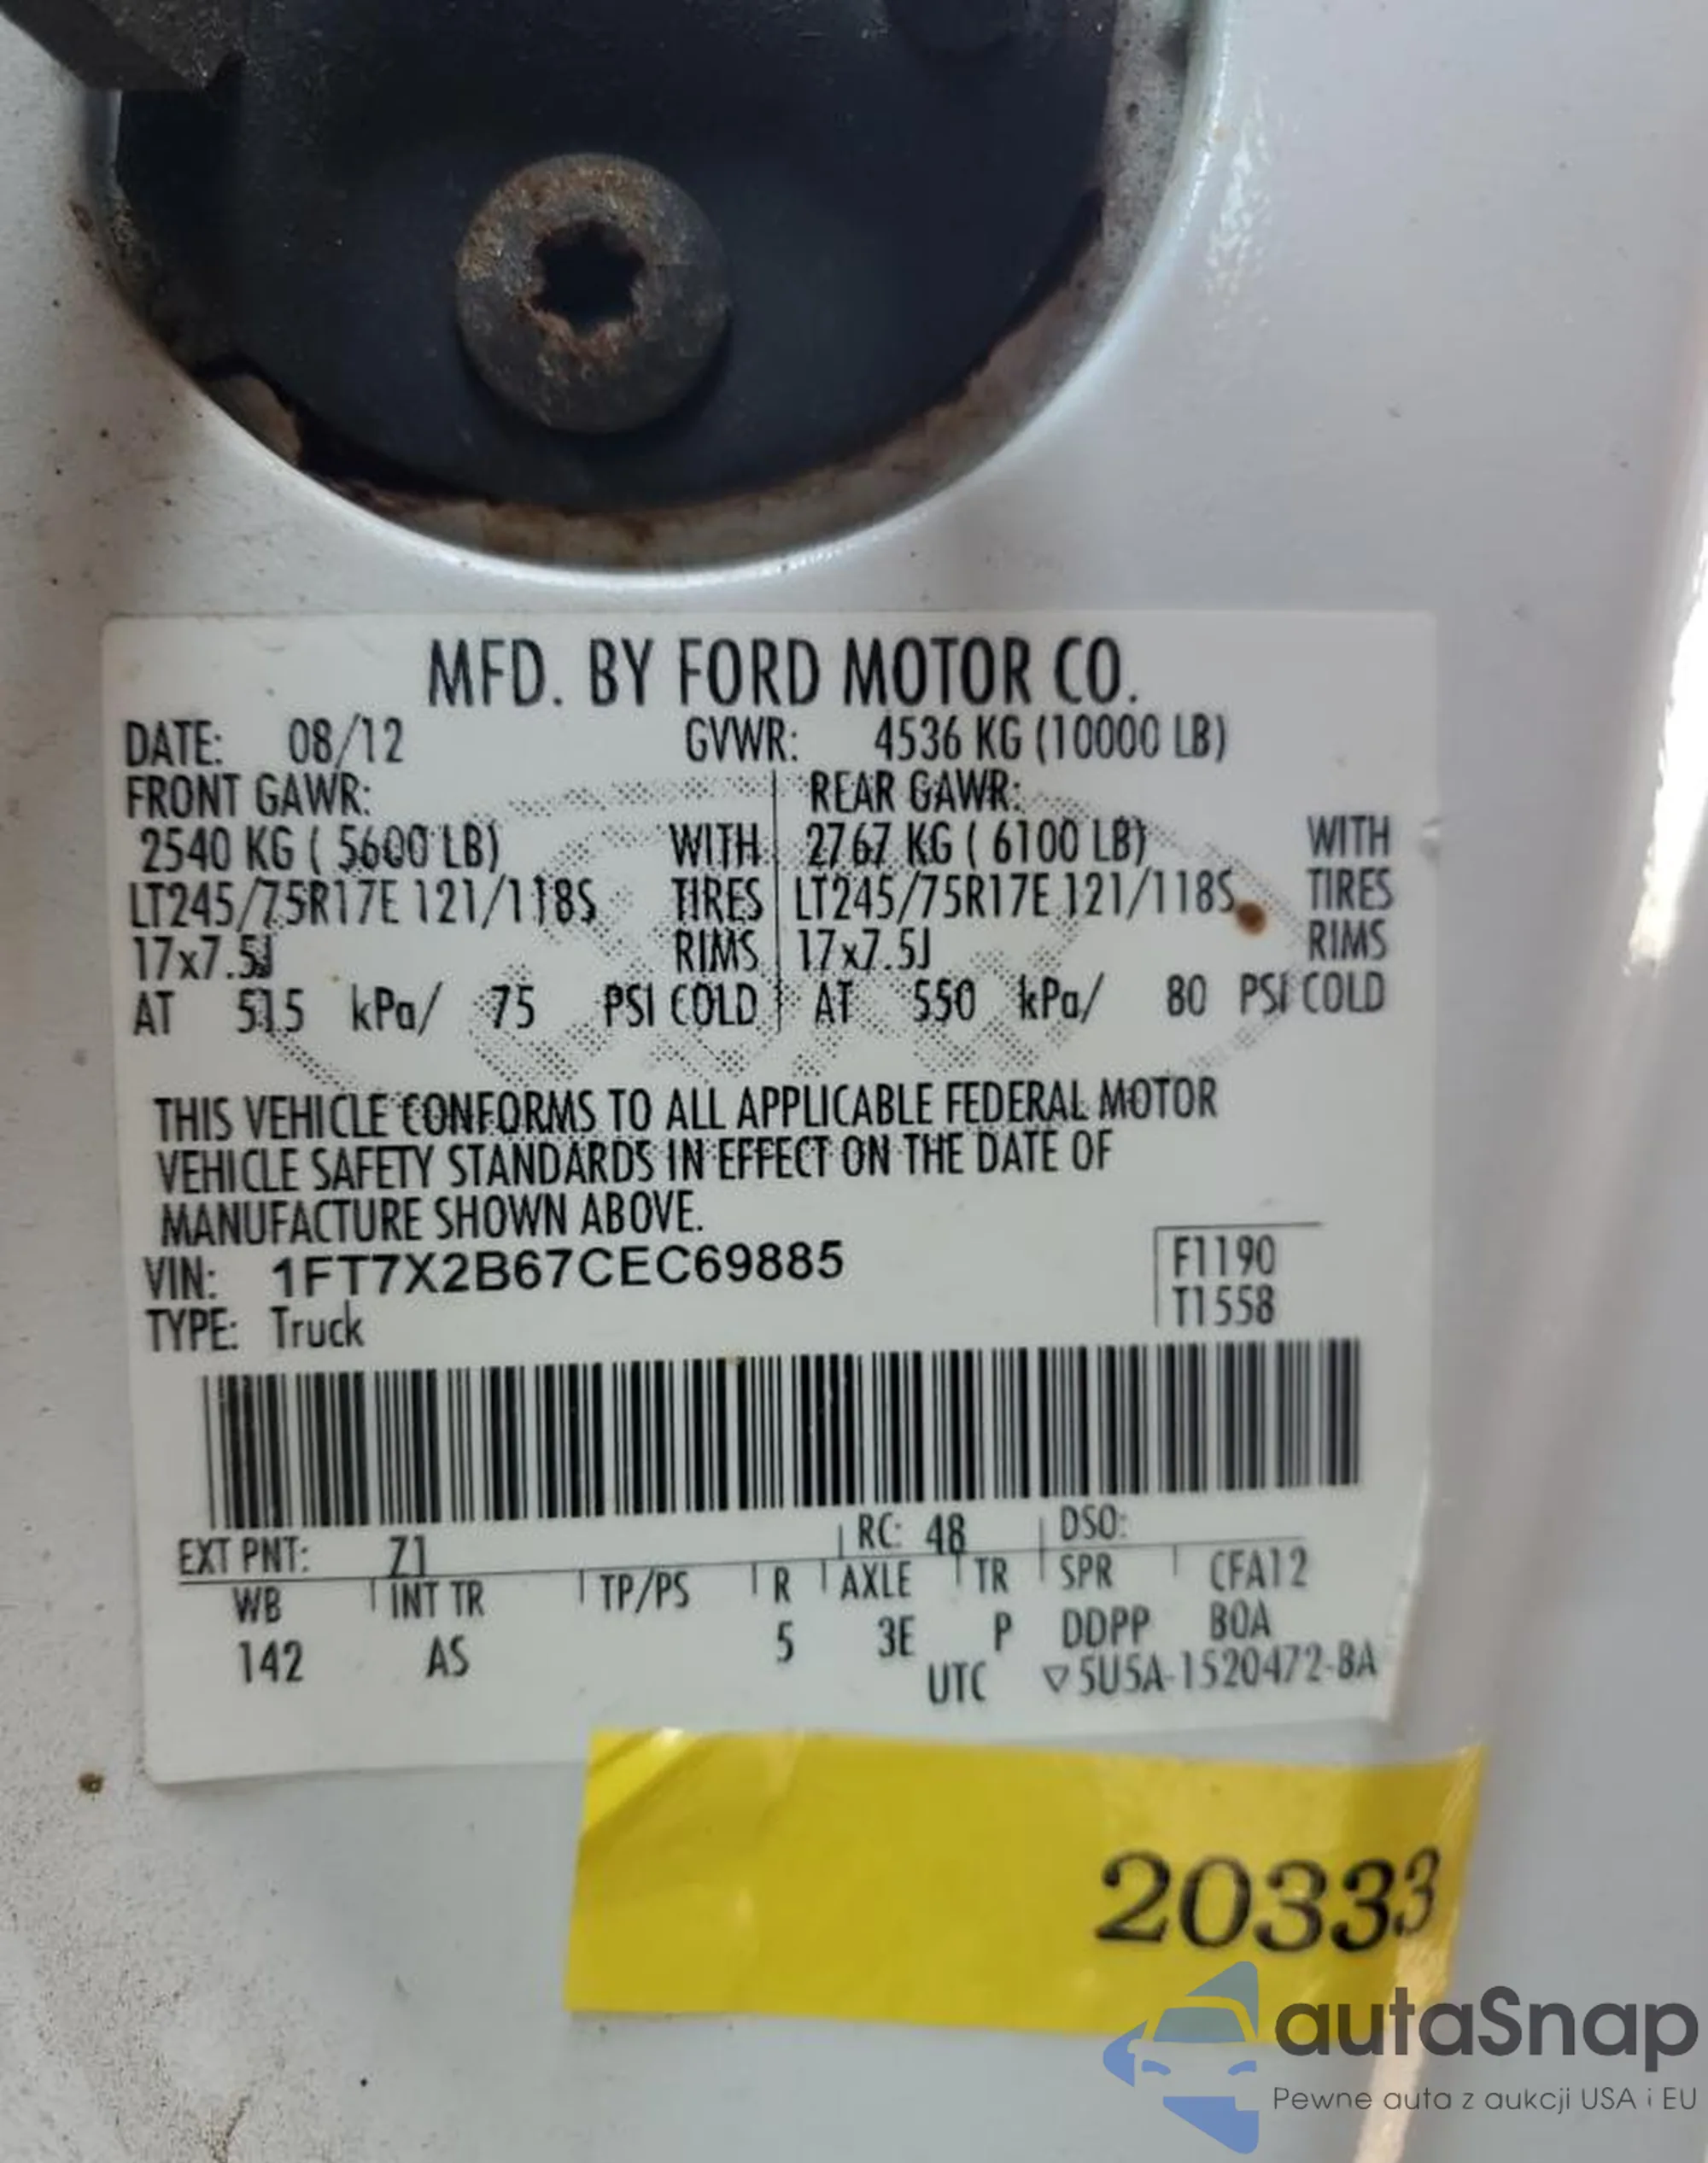 MFD. BY FORD MOTOR CO.
DATE: 08/12 GVWR: 4536 KG (10000 LB)
FRONT GAWR: REAR GAWR:
2540 KG ( 5600 LB) WITH 2767 KG ( 6100 LB) WITH
LT245/75R17E 121/118S TIRES LT245/75R17E 121/118S TIRES
17x7.5J RIMS 17x7.5J RIMS
AT 515 kPa/ 75 PSI COLD AT 550 kPa/ 80 PSI COLD
THIS VEHICLE CONFORMS TO ALL APPLICABLE FEDERAL MOTOR
VEHICLE SAFETY STANDARDS IN EFFECT ON THE DATE OF
MANUFACTURE SHOWN ABOVE.
VIN: 1FT7X2B67CEC69885 F1190
TYPE: Truck T1558
EXT PNT: Z1 RC: 48 DSO:
WB INT TR TP/PS R AXLE TR SPR CFA12
142 AS 5 3E P DDPP BOA
UTC ▽5U5A-1520472-BA
20333
autaSnap
Pewne auta z aukcji USA i EU